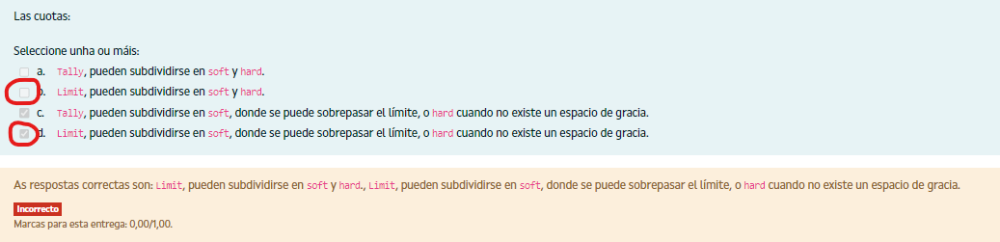 Las cuotas:
Seleccione unha ou máis:
a. Tally, pueden subdividirse en soft y hard.
b. Limit, pueden subdividirse en soft y hard.
c. Tally, pueden subdividirse en soft, donde se puede sobrepasar el límite, o hard cuando no existe un espacio de gracia.
d. Limit, pueden subdividirse en soft, donde se puede sobrepasar el límite, o hard cuando no existe un espacio de gracia.
As respostas correctas son: Limit, pueden subdividirse en soft y hard., Limit, pueden subdividirse en soft, donde se puede sobrepasar el límite, o hard cuando no existe un espacio de gracia.
Incorrecto
Marcas para esta entrega: 0,00/1,00.